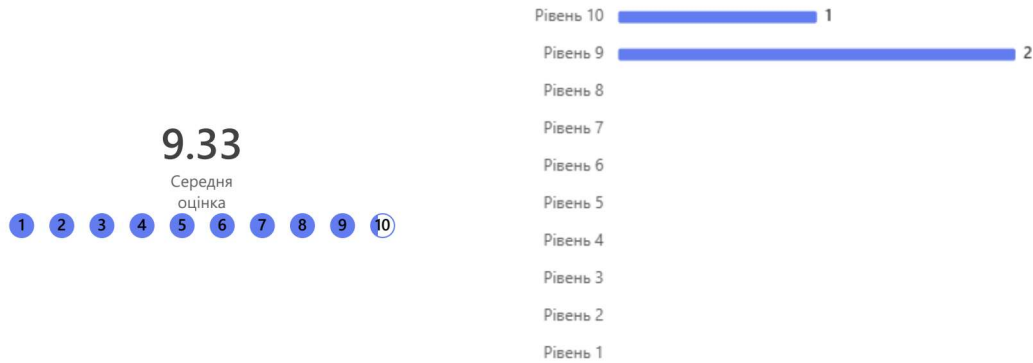 9.33
Середня
оцінка
1 2 3 4 5 6 7 8 9 10
Рівень 10 1
Рівень 9 2
Рівень 8
Рівень 7
Рівень 6
Рівень 5
Рівень 4
Рівень 3
Рівень 2
Рівень 1